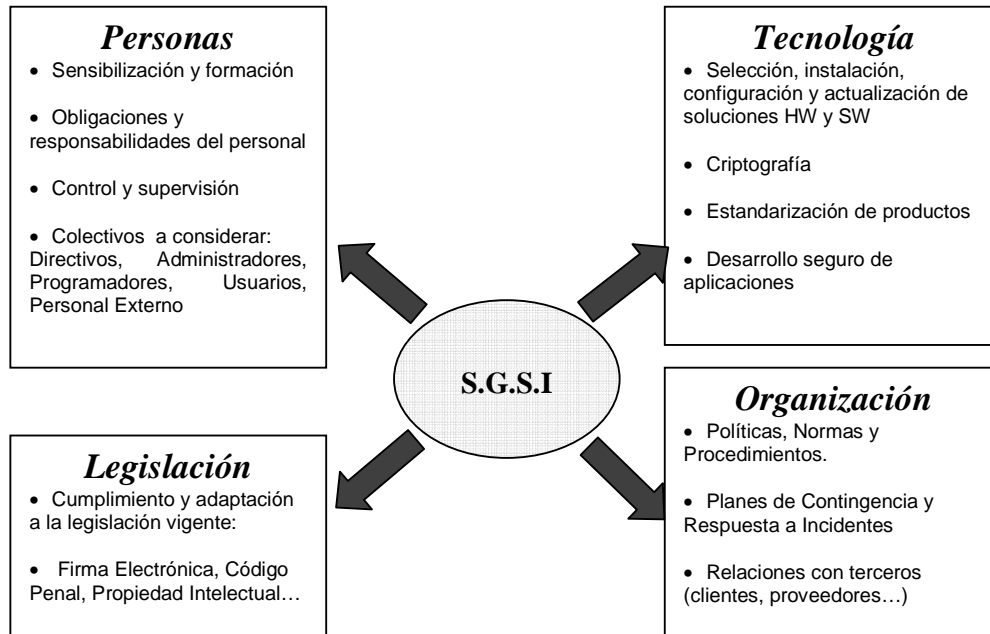 Personas
• Sensibilización y formación
• Obligaciones y
responsabilidades del personal
• Control y supervisión
• Colectivos a considerar:
Directivos, Administradores,
Programadores, Usuarios,
Personal Externo
Tecnología
• Selección, instalación,
configuración y actualización de
soluciones HW y SW
• Criptografía
• Estandarización de productos
• Desarrollo seguro de
aplicaciones
S.G.S.I
Legislación
• Cumplimiento y adaptación
a la legislación vigente:
• Firma Electrónica, Código
Penal, Propiedad Intelectual…
Organización
• Políticas, Normas y
Procedimientos.
• Planes de Contingencia y
Respuesta a Incidentes
• Relaciones con terceros
(clientes, proveedores…)